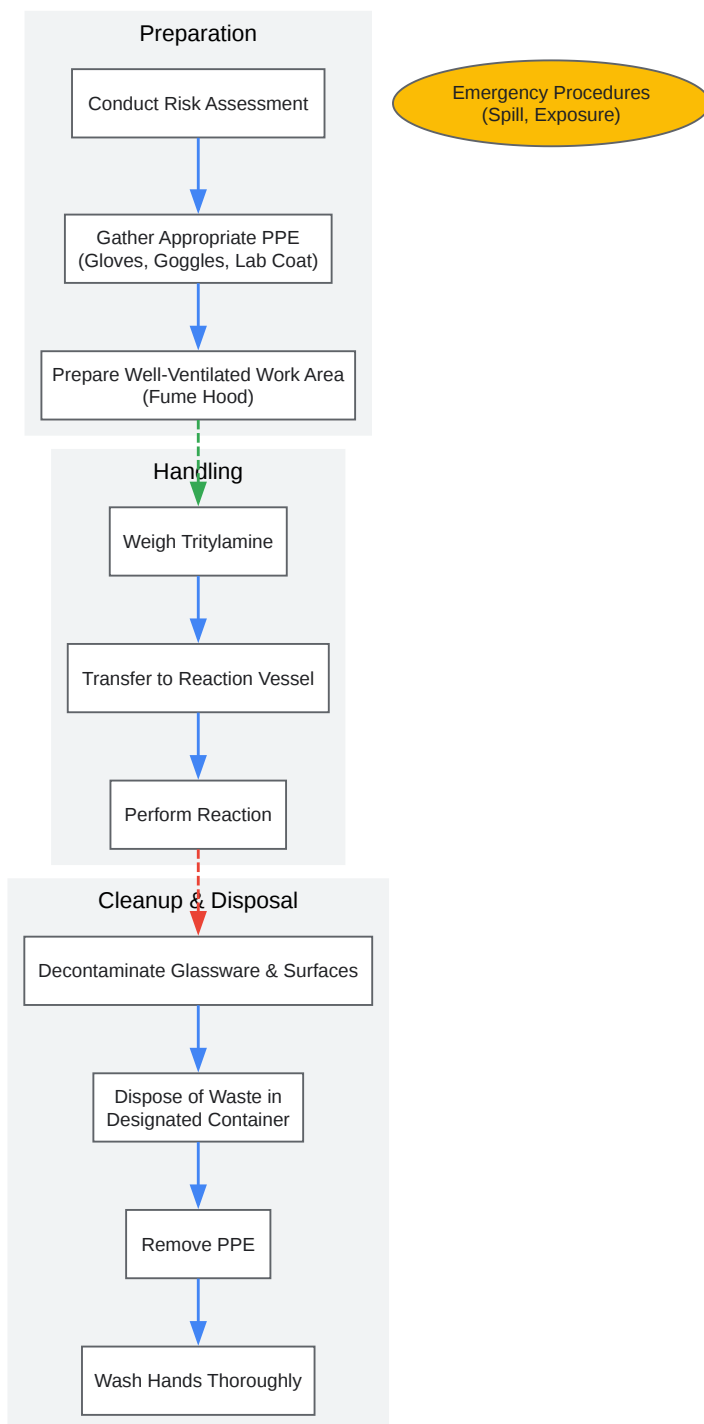 Preparation
Conduct Risk Assessment
Emergency Procedures
(Spill, Exposure)
Gather Appropriate PPE
(Gloves, Goggles, Lab Coat)
Prepare Well-Ventilated Work Area
(Fume Hood)
Handling
Weigh Tritylamine
Transfer to Reaction Vessel
Perform Reaction
Cleanup & Disposal
Decontaminate Glassware & Surfaces
Dispose of Waste in
Designated Container
Remove PPE
Wash Hands Thoroughly